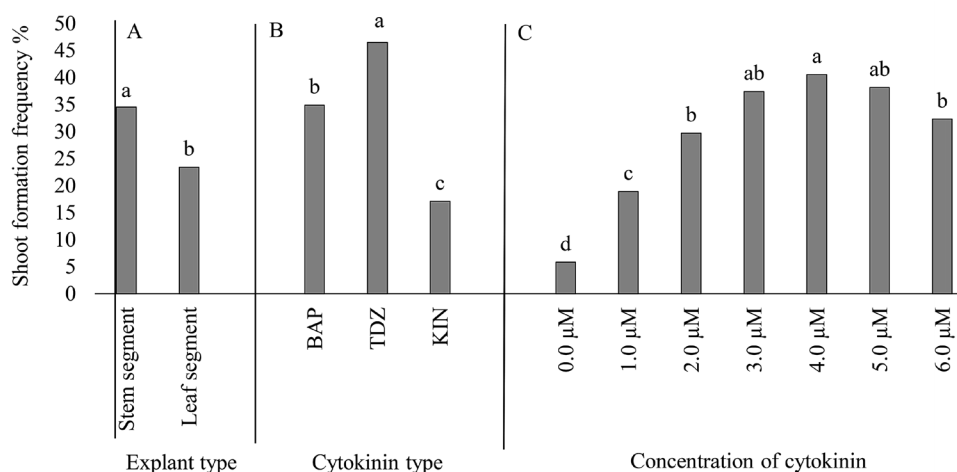 Shoot formation frequency %
50
45
40
35
30
25
20
15
10
5
0
A
a
b
Stem segment
Leaf segment
Explant type
B
b
a
c
BAP
TDZ
KIN
Cytokinin type
C
d
c
b
ab
a
ab
b
0.0 µM
1.0 µM
2.0 µM
3.0 µM
4.0 µM
5.0 µM
6.0 µM
Concentration of cytokinin